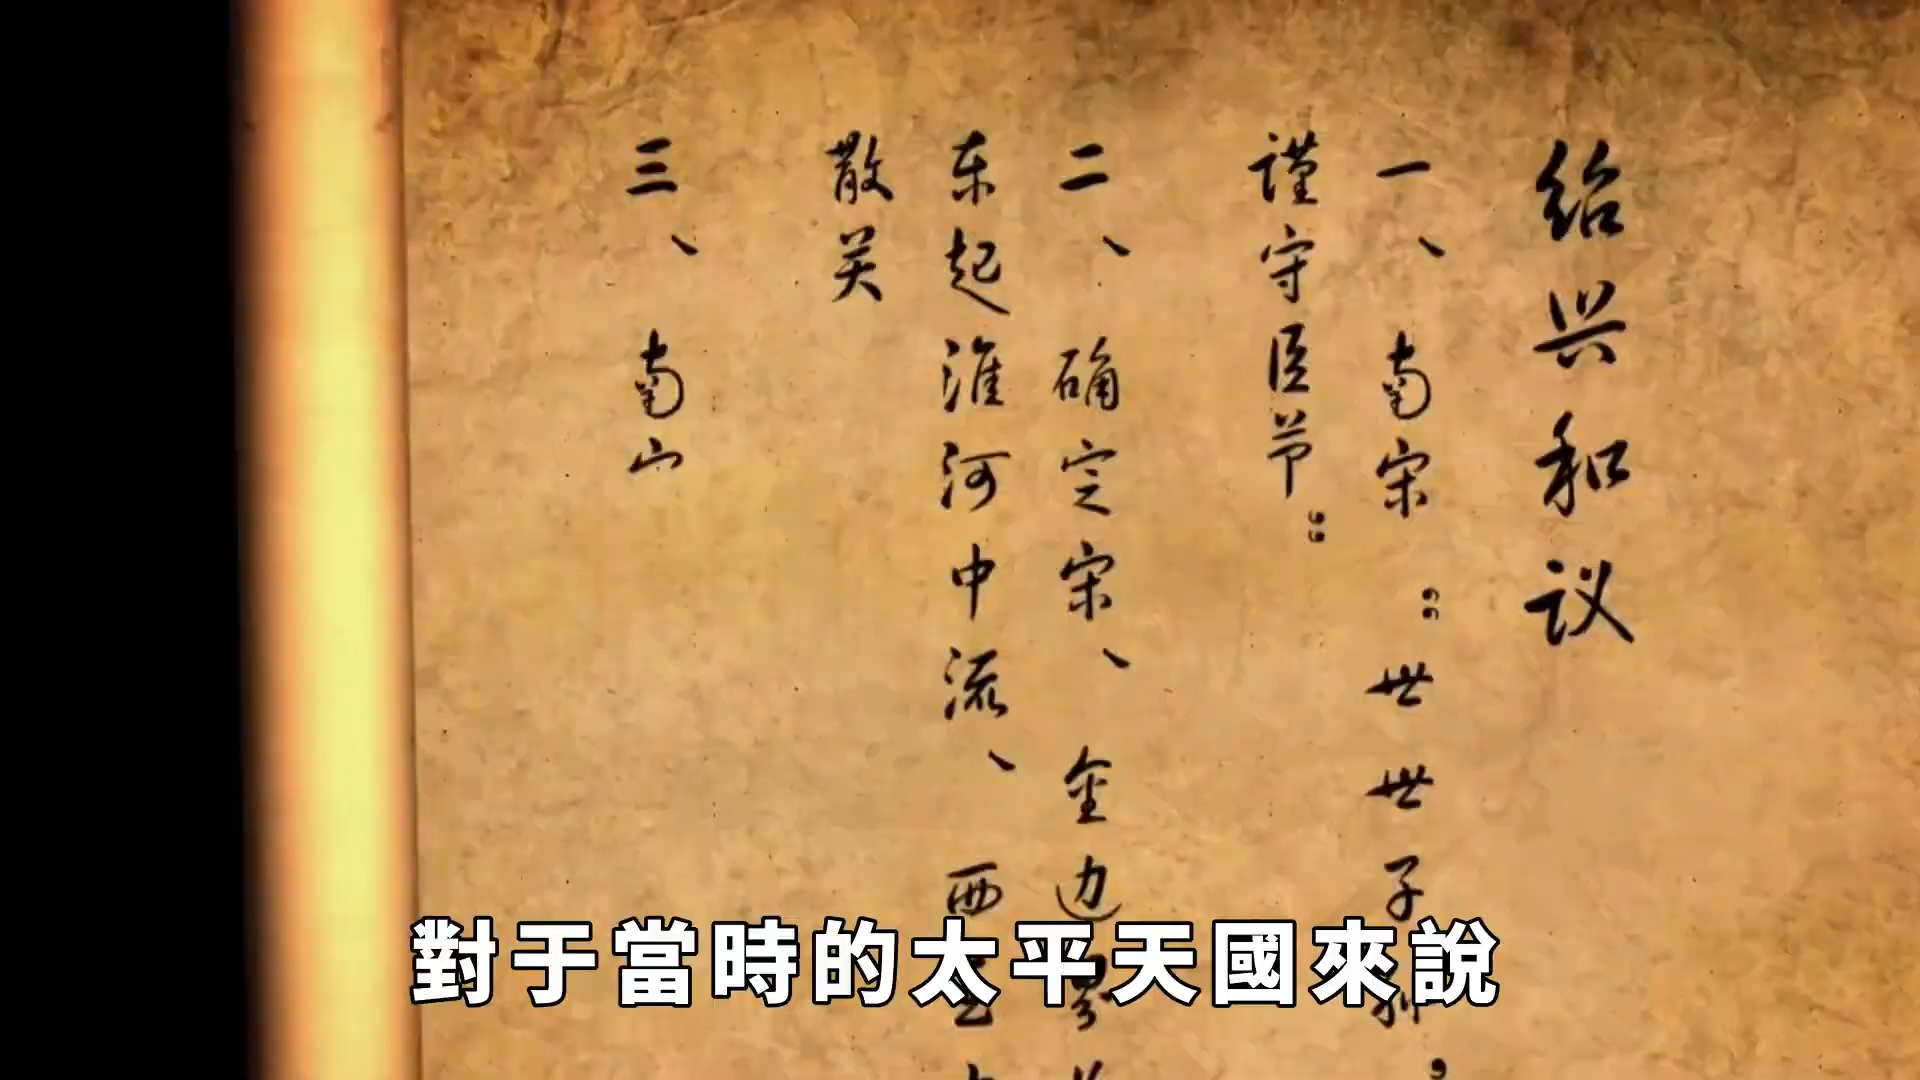 绍兴和议
一、南宋：世世子孙，
谨守臣节：
二、确定宋、金边界
东起淮河中流、西至
散关
三、南
對于當時的太平天國來說